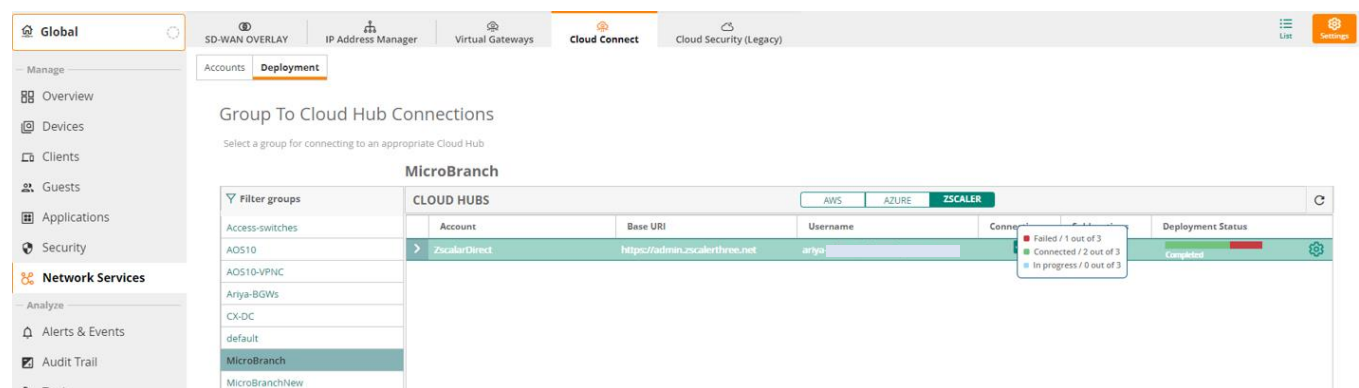 Global
SD-WAN OVERLAY
IP Address Manager
Virtual Gateways
Cloud Connect
Cloud Security (Legacy)
List
Settings
Manage
Overview
Devices
Clients
Guests
Applications
Security
Network Services
Analyze
Alerts & Events
Audit Trail
Accounts
Deployment
Group To Cloud Hub Connections
Select a group for connecting to an appropriate Cloud Hub
MicroBranch
Filter groups
Access-switches
AOS10
AOS10-VPNC
Ariya-BGWs
CX-DC
default
MicroBranch
MicroBranchNew
CLOUD HUBS
AWS
AZURE
ZSCALER
Account
Base URI
Username
Deployment Status
ZscalarDirect
https://admin.zscalerthree.net
ariya-
Completed
Failed / 1 out of 3
Connected / 2 out of 3
In progress / 0 out of 3